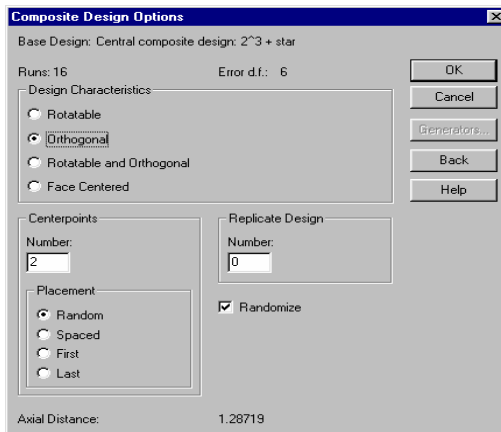 Composite Design Options
Base Design: Central composite design: 2^3 + star
Runs: 16 Error d.f.: 6
OK
Cancel
Generators...
Back
Help
Design Characteristics
Rotatable
Orthogonal
Rotatable and Orthogonal
Face Centered
Centerpoints
Number:
2
Placement
Random
Spaced
First
Last
Replicate Design
Number:
0
Randomize
Axial Distance: 1.28719